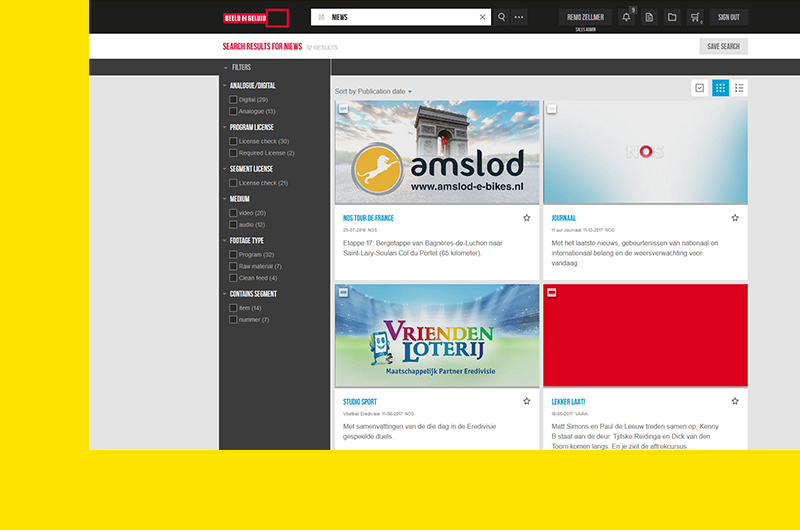 BEELD EN GELUID
NIEWS
REMO ZELLMER
SALES ADMIN
9
0
SIGN OUT
SEARCH RESULTS FOR NIEWS 32 RESULTS
SAVE SEARCH
FILTERS
ANALOGUE/DIGITAL
Digital (29)
Analogue (13)
PROGRAM LICENSE
License check (30)
Required License (2)
SEGMENT LICENSE
License check (21)
MEDIUM
video (20)
audio (12)
FOOTAGE TYPE
Program (32)
Raw material (7)
Clean feed (4)
CONTAINS SEGMENT
item (14)
nummer (7)
Sort by Publication date
amslod
www.amslod-e-bikes.nl
NOS TOUR DE FRANCE
25-07-2018 NOS
Etappe 17: Bergetappe van Bagnères-de-Luchon naar
Saint-Lary-Soulan Col du Portet (65 kilometer).
NOS
JOURNAAL
11 uur Journaal 11-12-2017 NOS
Met het laatste nieuws, gebeurtenissen van nationaal en
internationaal belang en de weersverwachting voor
vandaag.
VRIENDEN
LOTERIJ
Maatschappelijk Partner Eredivisie
STUDIO SPORT
Voetbal Eredivisie 11-08-2017 NOS
Met samenvattingen van de die dag in de Eredivisie
gespeelde duels.
LEKKER LAAT!
16-05-2017 VARA
Matt Simons en Paul de Leeuw treden samen op, Kenny
B staat aan de deur. Tjitske Reidinga en Dick van den
Toorn komen langs. En je ziet de aftrekcursus.